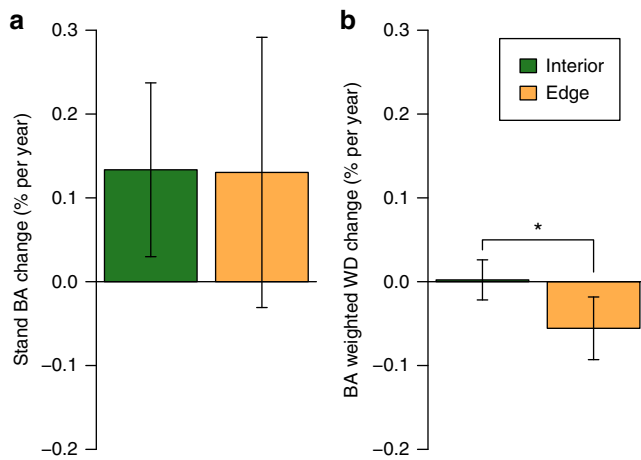 a
Stand BA change (% per year)
0.3
0.2
0.1
0.0
−0.1
−0.2
b
BA weighted WD change (% per year)
0.3
0.2
0.1
0.0
−0.1
−0.2
Interior
Edge
*